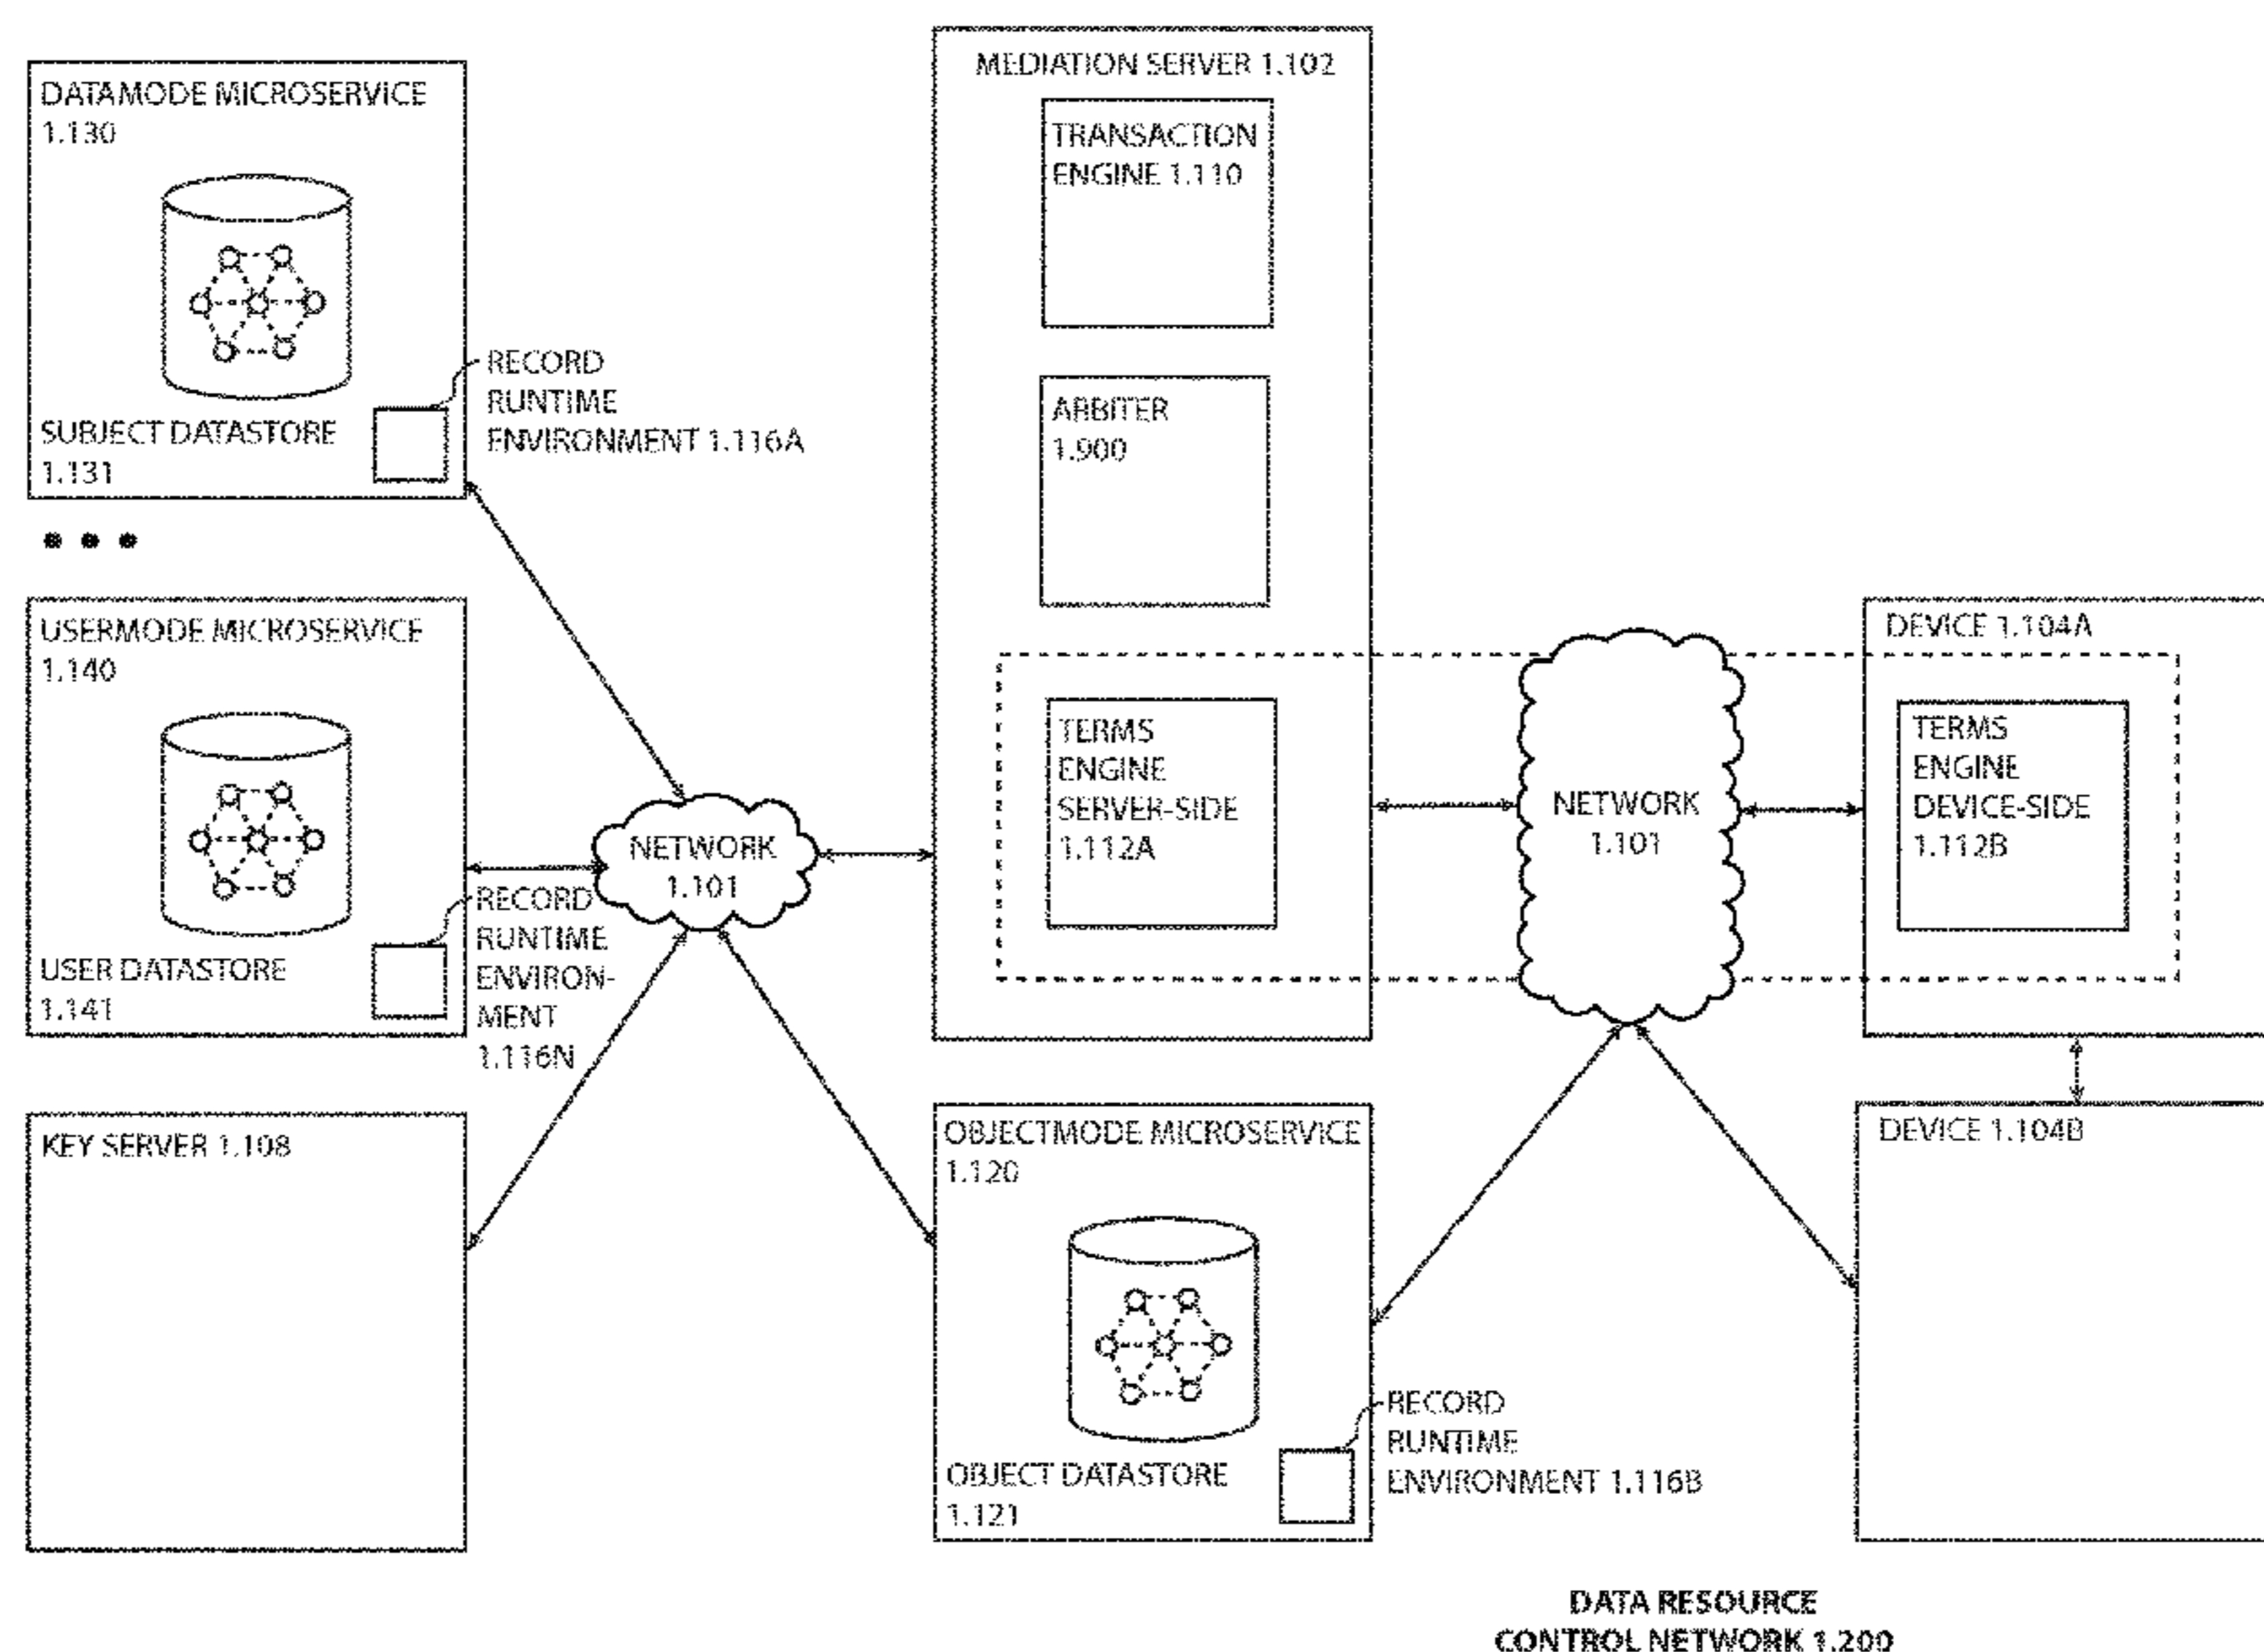 DATAMODE MICROSERVICE
1.130
SUBJECT DATASTORE
1.131
RECORD
RUNTIME
ENVIRONMENT 1.116A
• • •
USERMODE MICROSERVICE
1.140
USER DATASTORE
1.141
RECORD
RUNTIME
ENVIRON-
MENT
1.116N
KEY SERVER 1.108
NETWORK
1.101
MEDIATION SERVER 1.102
TRANSACTION
ENGINE 1.110
ARBITER
1.900
TERMS
ENGINE
SERVER-SIDE
1.112A
OBJECTMODE MICROSERVICE
1.120
OBJECT DATASTORE
1.121
RECORD
RUNTIME
ENVIRONMENT 1.116B
NETWORK
1.101
DEVICE 1.104A
TERMS
ENGINE
DEVICE-SIDE
1.112B
DEVICE 1.104B
DATA RESOURCE
CONTROL NETWORK 1.200